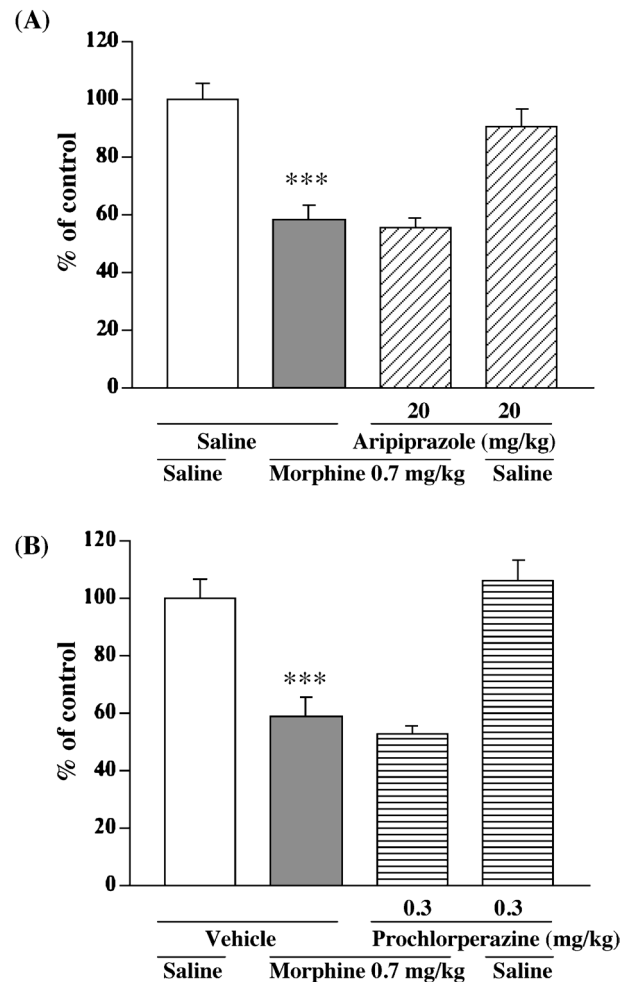 (A)
120
100
80
60
40
20
0
% of control
***
20 20
Saline Aripiprazole (mg/kg)
Saline Morphine 0.7 mg/kg Saline
(B)
120
100
80
60
40
20
0
% of control
***
0.3 0.3
Vehicle Prochlorperazine (mg/kg)
Saline Morphine 0.7 mg/kg Saline